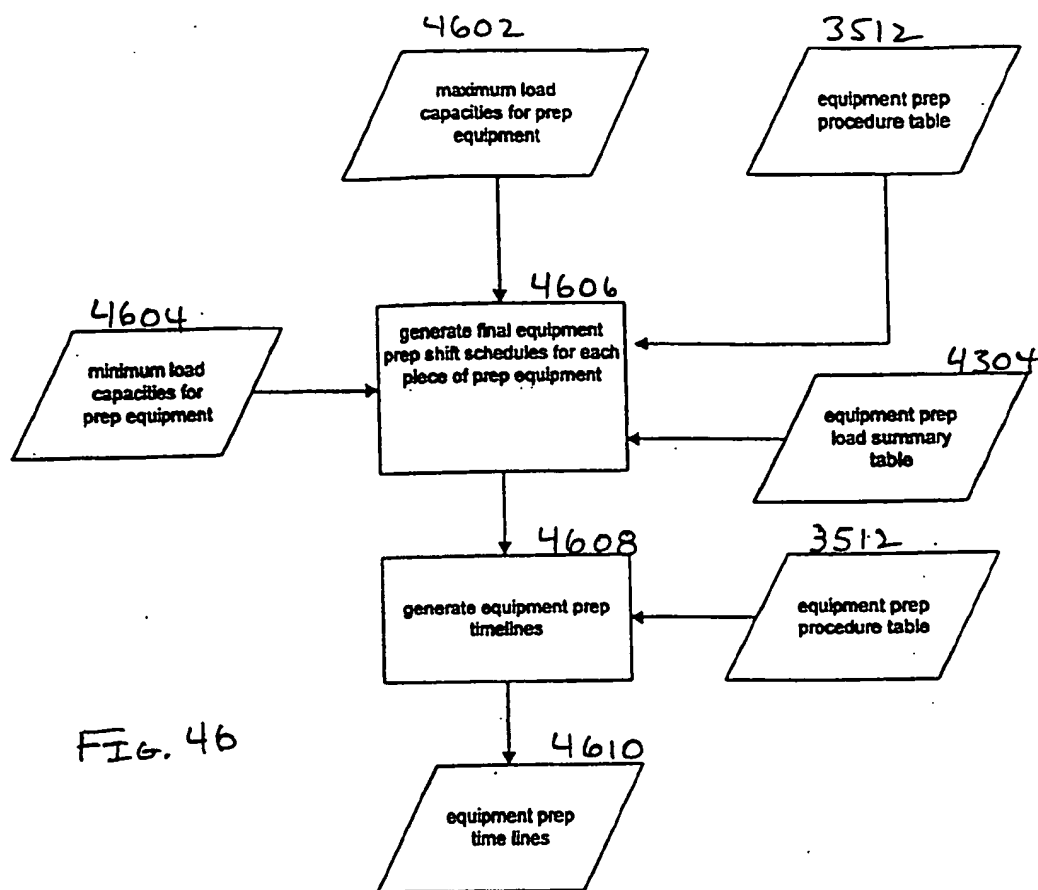 4602
maximum load
capacities for prep
equipment
3512
equipment prep
procedure table
4606
generate final equipment
prep shift schedules for each
piece of prep equipment
4604
minimum load
capacities for
prep equipment
4304
equipment prep
load summary
table
4608
generate equipment prep
timelines
3512
equipment prep
procedure table
FIG. 46
4610
equipment prep
time lines